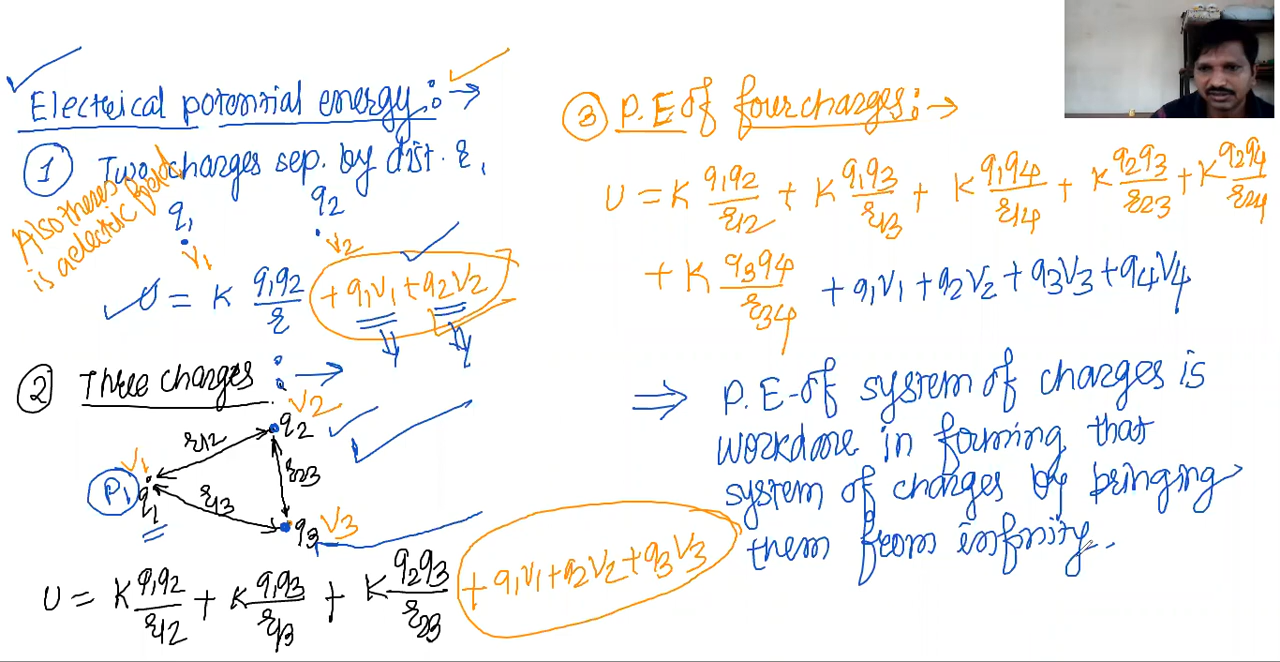 Electrical potential energy : →
① Two charges sep. by dist. r,
Also there's
is a electric field
q1 q2
V1 V2
U = K q1q2/r + q1V1 + q2V2
② Three charges : →
V2
q2
r12
V1
P1
q1
r23
r13
q3 V3
U = K q1q2/r12 + K q1q3/r13 + K q2q3/r23 + q1V1+q2V2+q3V3
③ P.E of four charges : →
U = K q1q2/r12 + K q1q3/r13 + K q1q4/r14 + K q2q3/r23 + K q2q4/r24
+ K q3q4/r34 + q1V1 + q2V2 + q3V3 + q4V4
⇒ P.E-of system of charges is
workdone in forming that
system of charges by bringing
them from infinity.